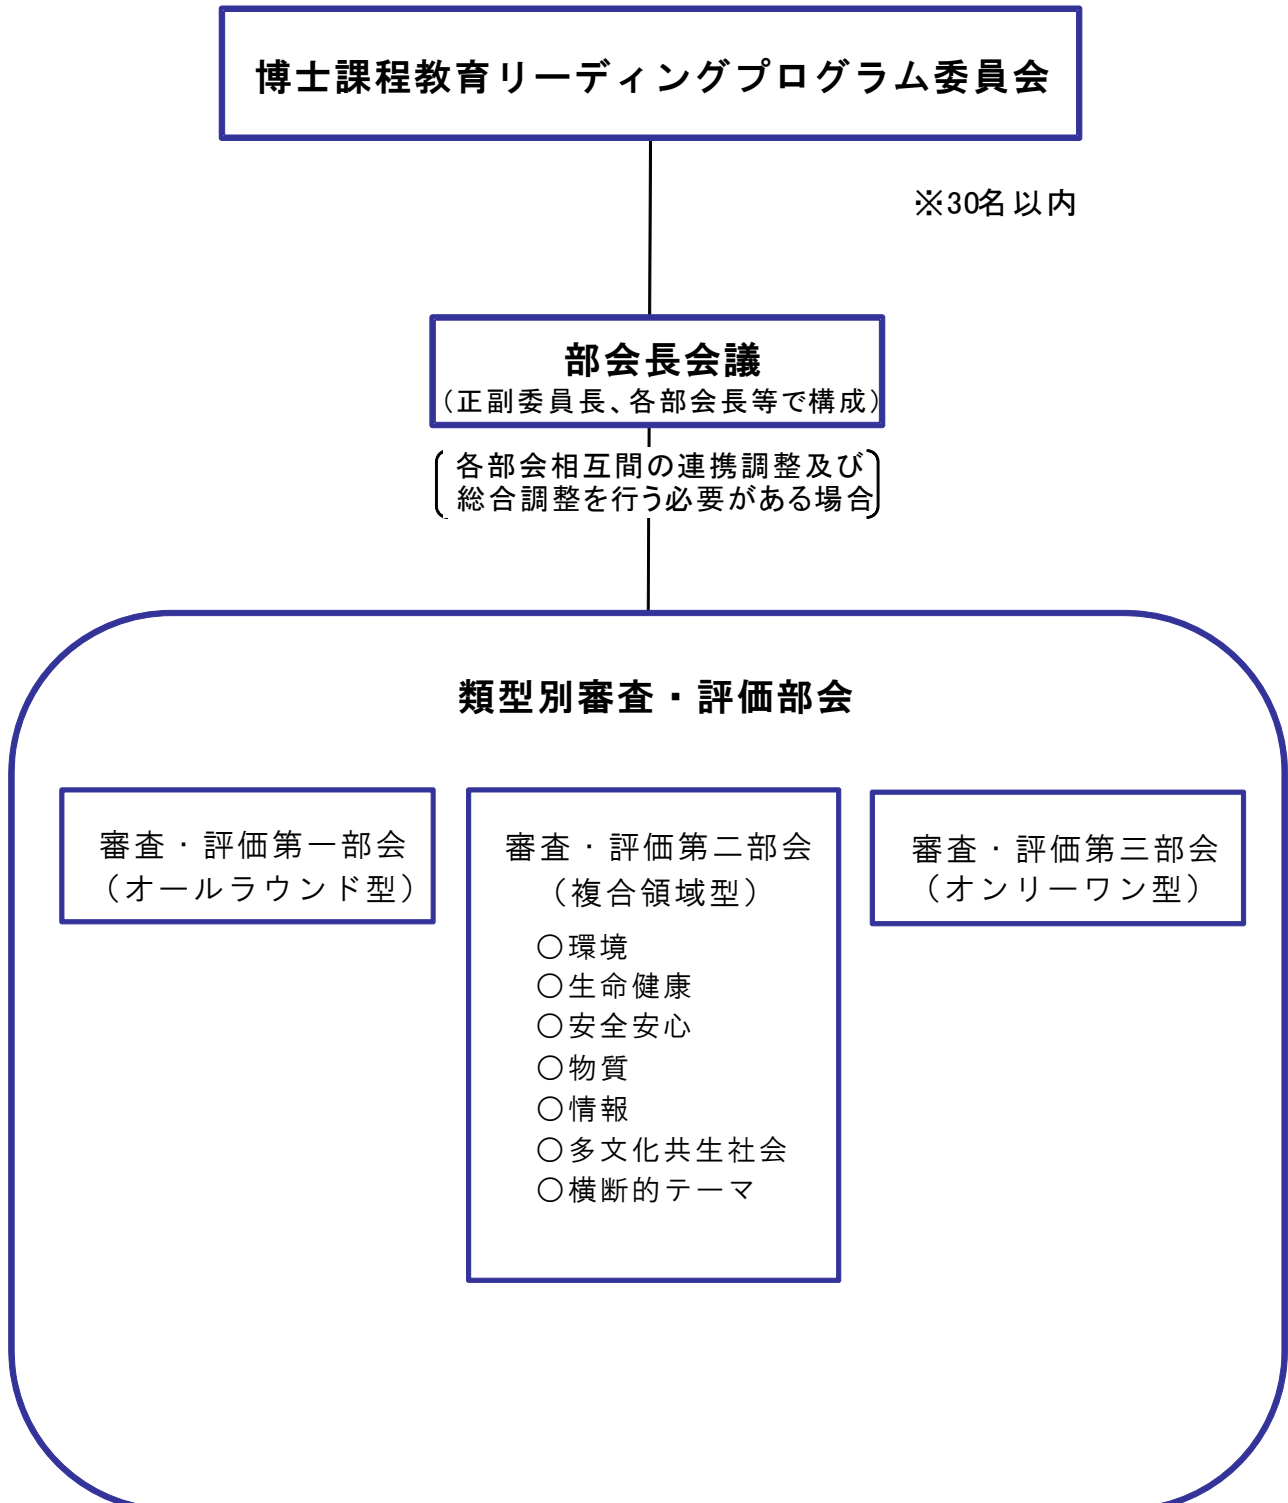 博士課程教育リーディングプログラム委員会
※30名以内
部会長会議
(正副委員長、各部会長等で構成)
各部会相互間の連携調整及び
総合調整を行う必要がある場合
類型別審査・評価部会
審査・評価第一部会
(オールラウンド型)
審査・評価第二部会
(複合領域型)
○環境
○生命健康
○安全安心
○物質
○情報
○多文化共生社会
○横断的テーマ
審査・評価第三部会
(オンリーワン型)